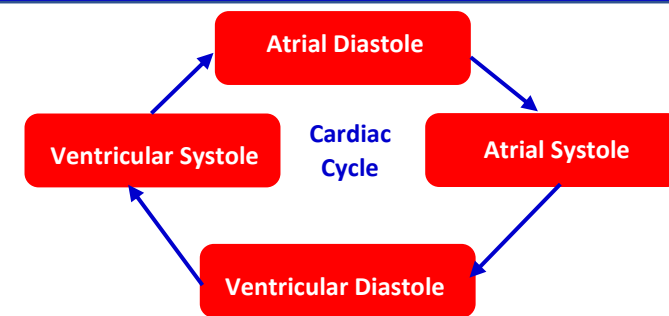 Atrial Diastole
Cardiac
Cycle
Ventricular Systole
Atrial Systole
Ventricular Diastole